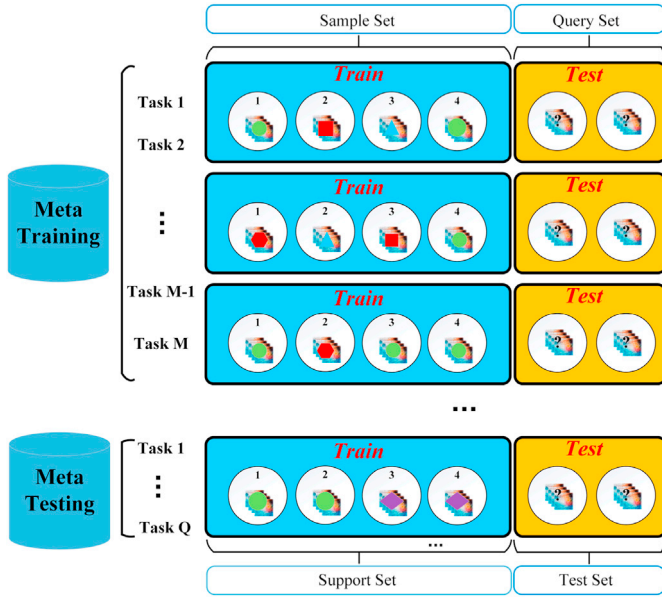 Sample Set Query Set
Train Test
Task 1
1 2 3 4
? ?
Task 2
Meta
Training
⋮
Train Test
1 2 3 4
? ?
Task M-1
Train Test
Task M
1 2 3 4
? ?
...
Meta
Testing
Task 1
⋮
Task Q
Train Test
1 2 3 4
? ?
...
Support Set Test Set